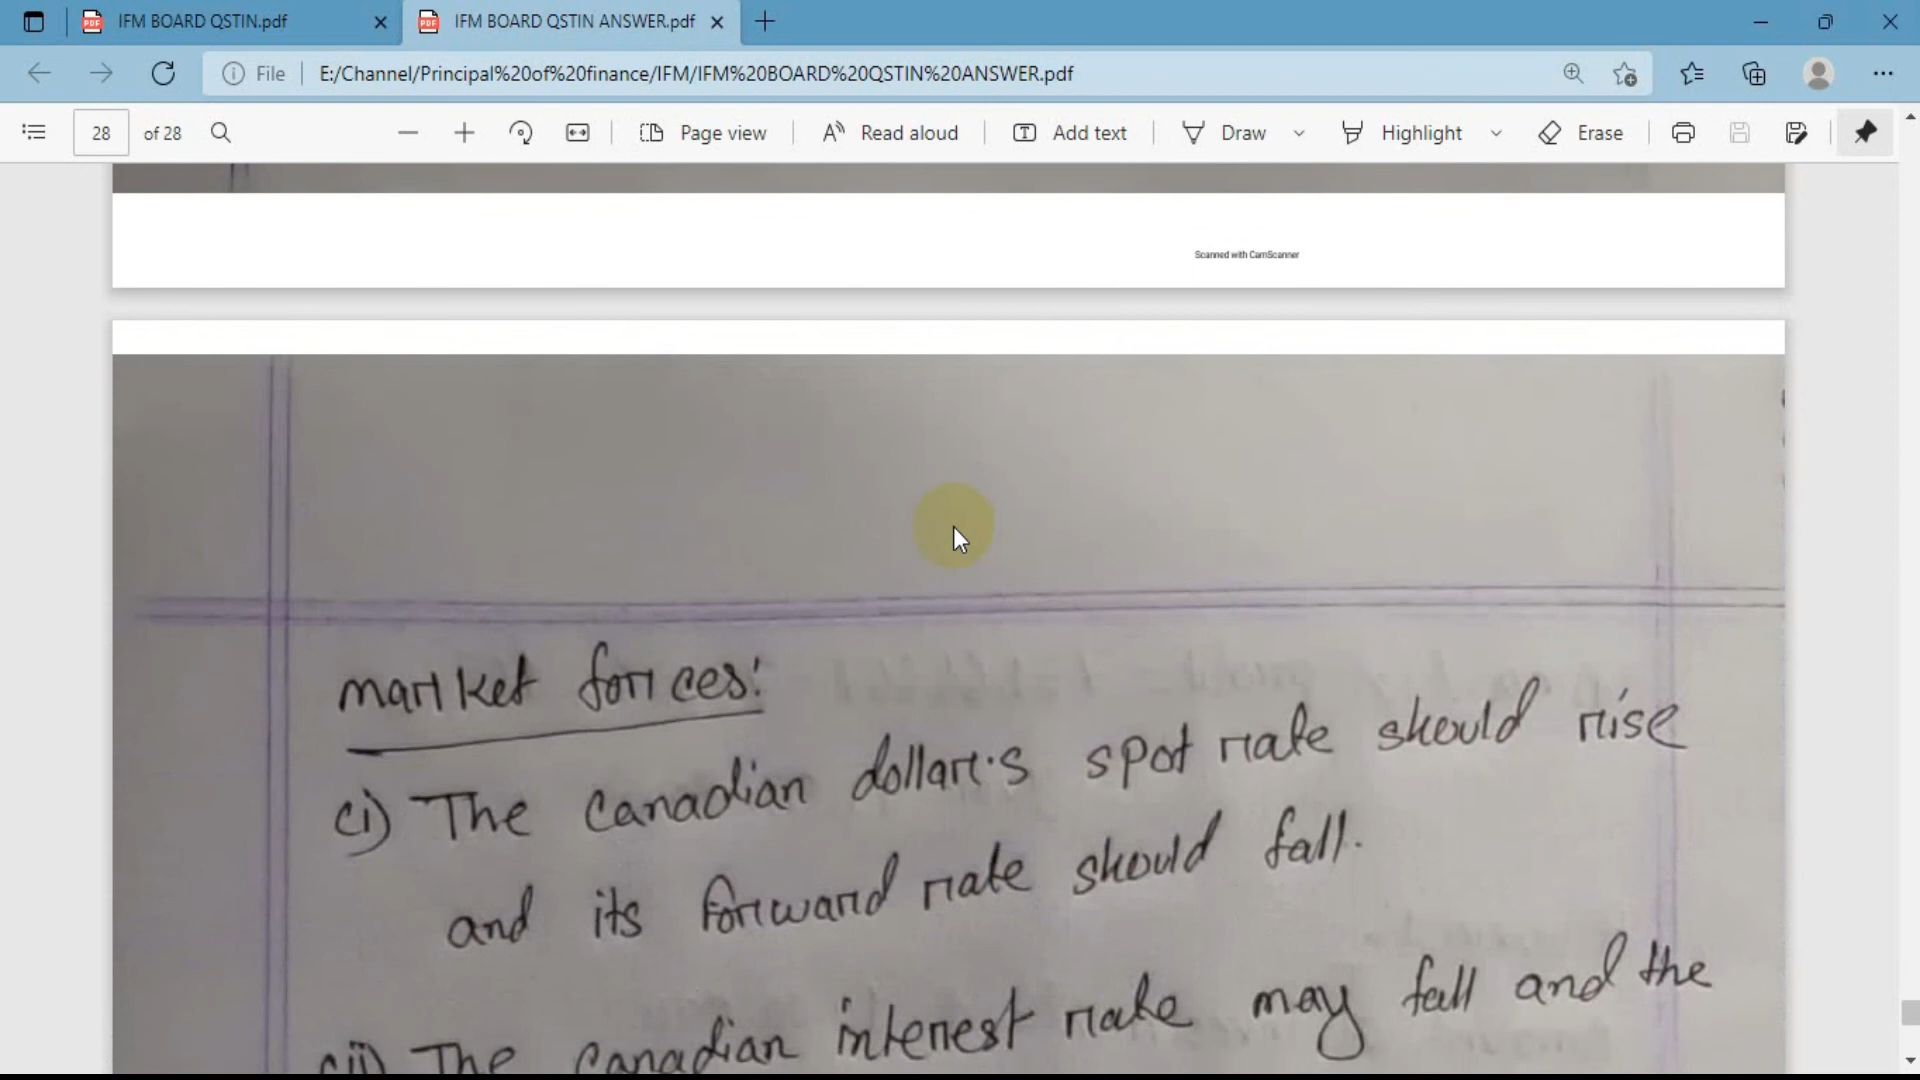 IFM BOARD QSTIN.pdf
IFM BOARD QSTIN ANSWER.pdf
File
E:/Channel/Principal%20of%20finance/IFM/IFM%20BOARD%20QSTIN%20ANSWER.pdf
28 of 28
Page view
Read aloud
Add text
Draw
Highlight
Erase
Scanned with CamScanner
market forces:
(i) The Canadian dollar's spot rate should rise
and its forward rate should fall.
(ii) The Canadian interest rate may fall and the